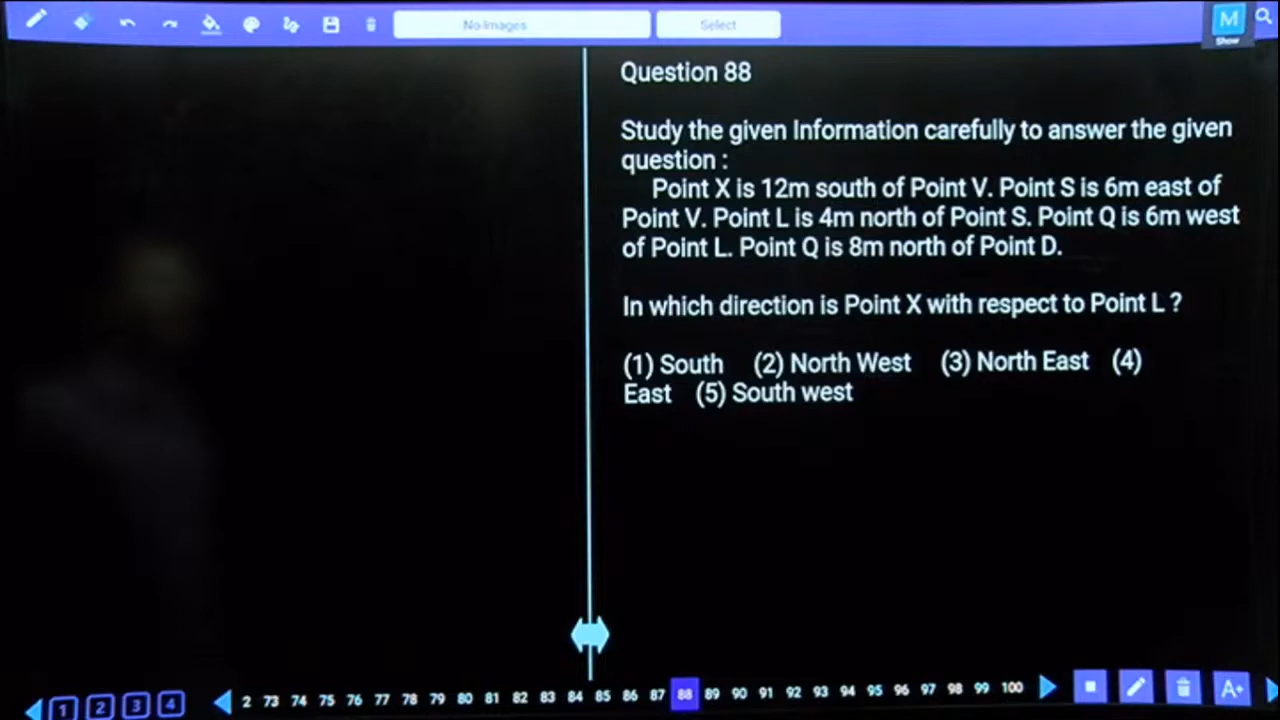 No Images
Select
M
Show
Question 88
Study the given Information carefully to answer the given
question :
Point X is 12m south of Point V. Point S is 6m east of
Point V. Point L is 4m north of Point S. Point Q is 6m west
of Point L. Point Q is 8m north of Point D.
In which direction is Point X with respect to Point L ?
(1) South (2) North West (3) North East (4)
East (5) South west
1 2 3 4 2 73 74 75 76 77 78 79 80 81 82 83 84 85 86 87 88 89 90 91 92 93 94 95 96 97 98 99 100 A+